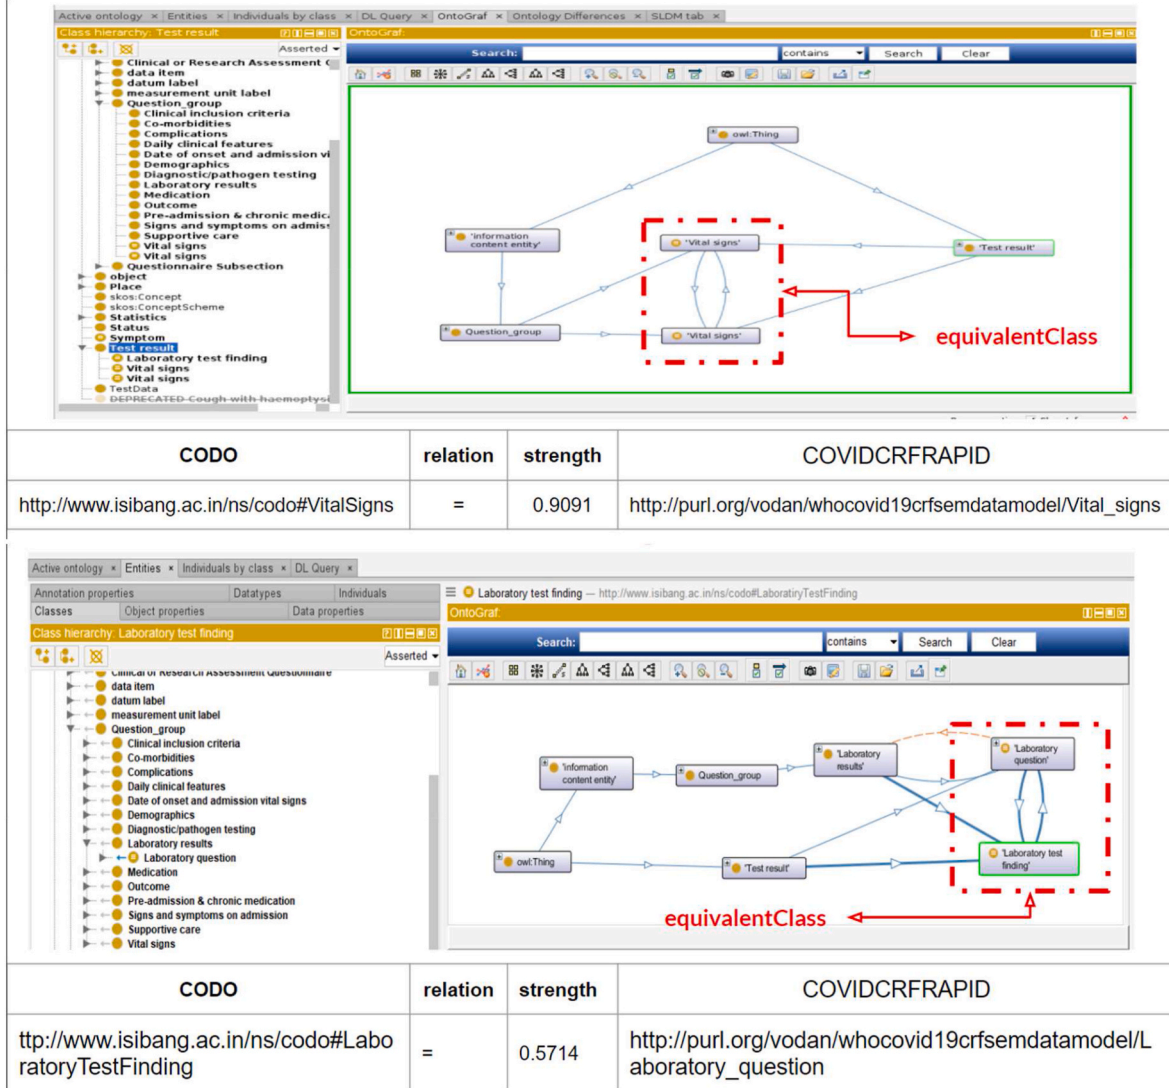 Active ontology × Entities × Individuals by class × DL Query × OntoGraf × Ontology Differences × SLDM tab ×
Class hierarchy: Test result
OntoGraf:
Asserted
Search:
contains
Search
Clear
Clinical or Research Assessment
data item
datum label
measurement unit label
Question_group
Clinical inclusion criteria
Co-morbidities
Complications
Daily clinical features
Date of onset and admission vi
Demographics
Diagnostic/pathogen testing
Laboratory results
Medication
Outcome
Pre-admission & chronic medic
Signs and symptoms on admiss
Supportive care
Vital signs
Vital signs
Questionnaire Subsection
object
Place
skos:Concept
skos:ConceptScheme
Statistics
Status
Symptom
Test result
Laboratory test finding
Vital signs
Vital signs
TestData
DEPRECATED Cough with haemoptysi
owl:Thing
'information
content entity'
'Vital signs'
'Test result'
Question_group
'Vital signs'
equivalentClass
CODO relation strength COVIDCRFRAPID
http://www.isibang.ac.in/ns/codo#VitalSigns = 0.9091 http://purl.org/vodan/whocovid19crfsemdatamodel/Vital_signs
Active ontology × Entities × Individuals by class × DL Query ×
Annotation properties Datatypes Individuals
Classes Object properties Data properties
Laboratory test finding — http://www.isibang.ac.in/ns/codo#LaboratiryTestFinding
Class hierarchy: Laboratory test finding
OntoGraf:
Asserted
Search:
contains
Search
Clear
Clinical or Research Assessment Questionnaire
data item
datum label
measurement unit label
Question_group
Clinical inclusion criteria
Co-morbidities
Complications
Daily clinical features
Date of onset and admission vital signs
Demographics
Diagnostic/pathogen testing
Laboratory results
Laboratory question
Medication
Outcome
Pre-admission & chronic medication
Signs and symptoms on admission
Supportive care
Vital signs
'information
content entity'
Question_group
'Laboratory
results'
'Laboratory
question'
owl:Thing
'Test result'
'Laboratory test
finding'
equivalentClass
CODO relation strength COVIDCRFRAPID
ttp://www.isibang.ac.in/ns/codo#Labo
ratoryTestFinding
=
0.5714
http://purl.org/vodan/whocovid19crfsemdatamodel/L
aboratory_question